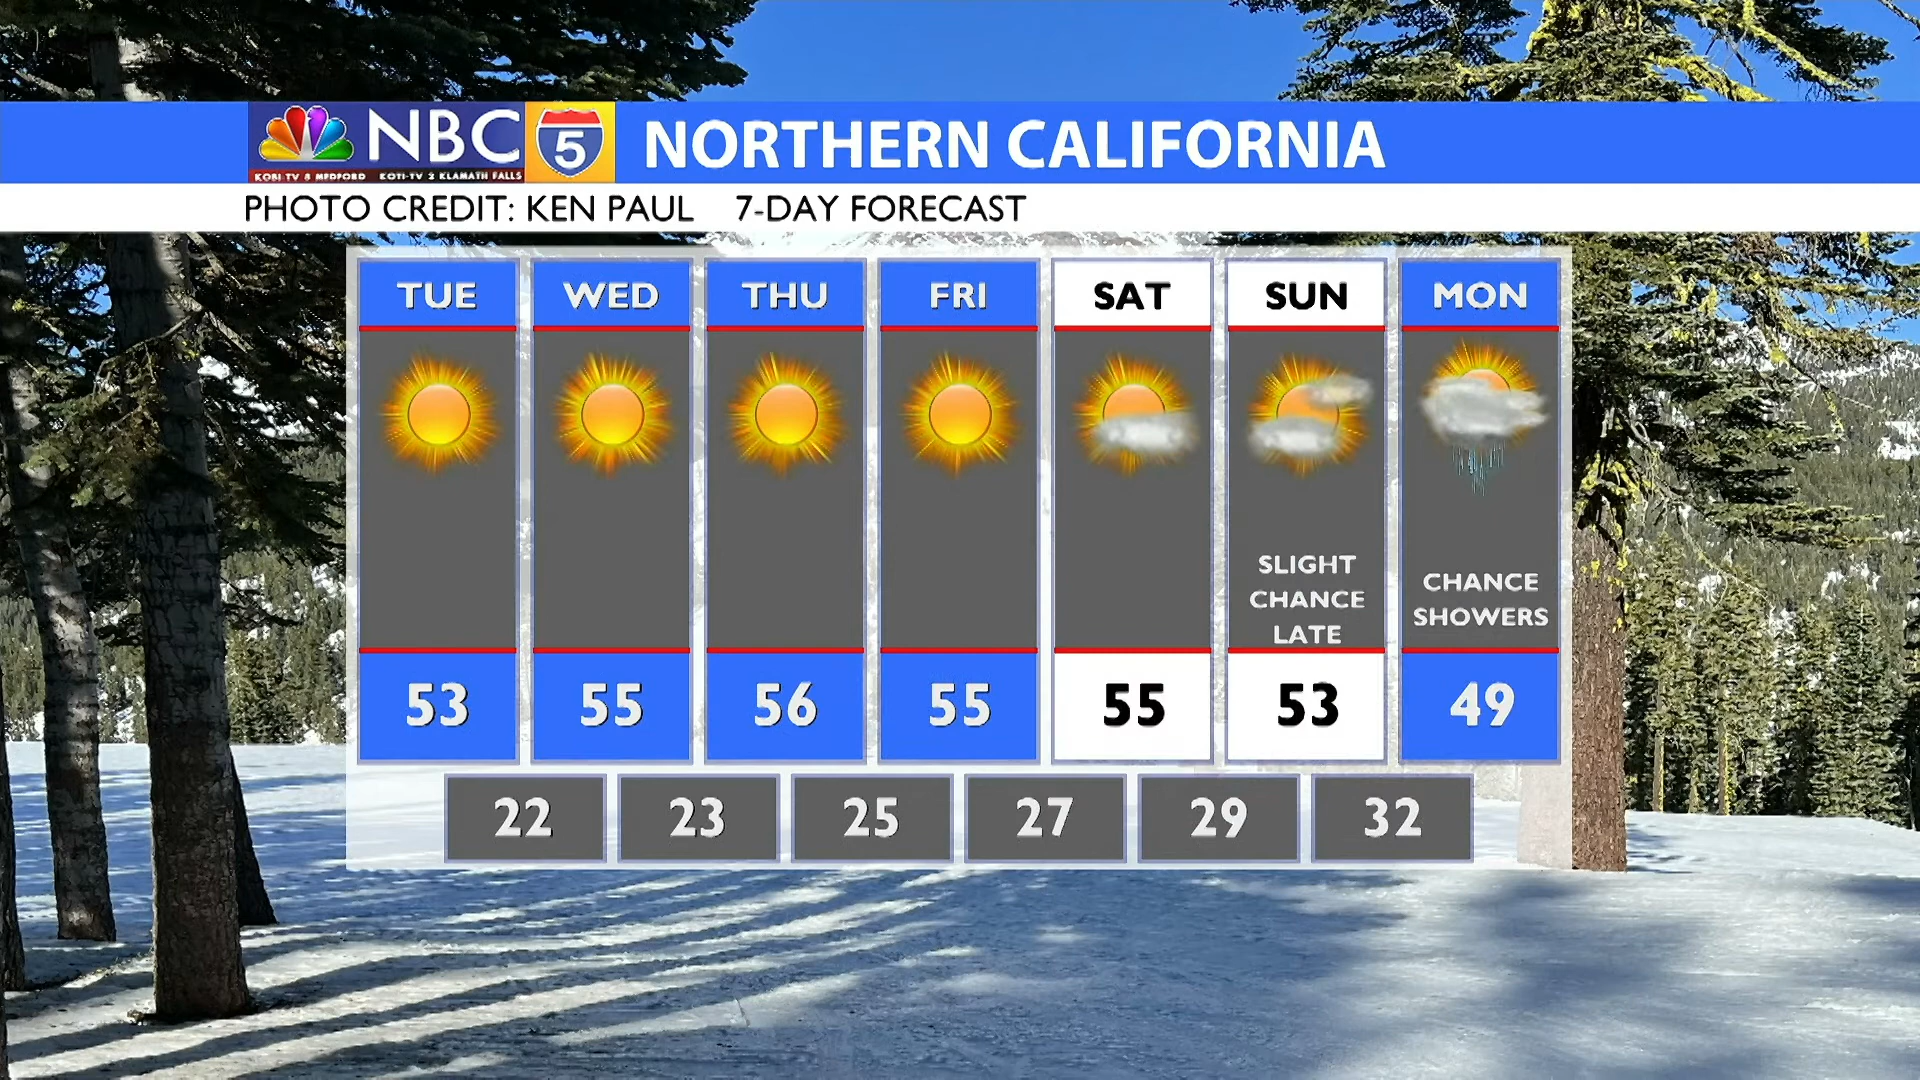 NBC 5 NORTHERN CALIFORNIA
KOBI-TV 5 MEDFORD KOTI-TV 2 KLAMATH FALLS
PHOTO CREDIT: KEN PAUL 7-DAY FORECAST
TUE WED THU FRI SAT SUN MON
SLIGHT
CHANCE
LATE
CHANCE
SHOWERS
53 55 56 55 55 53 49
22 23 25 27 29 32